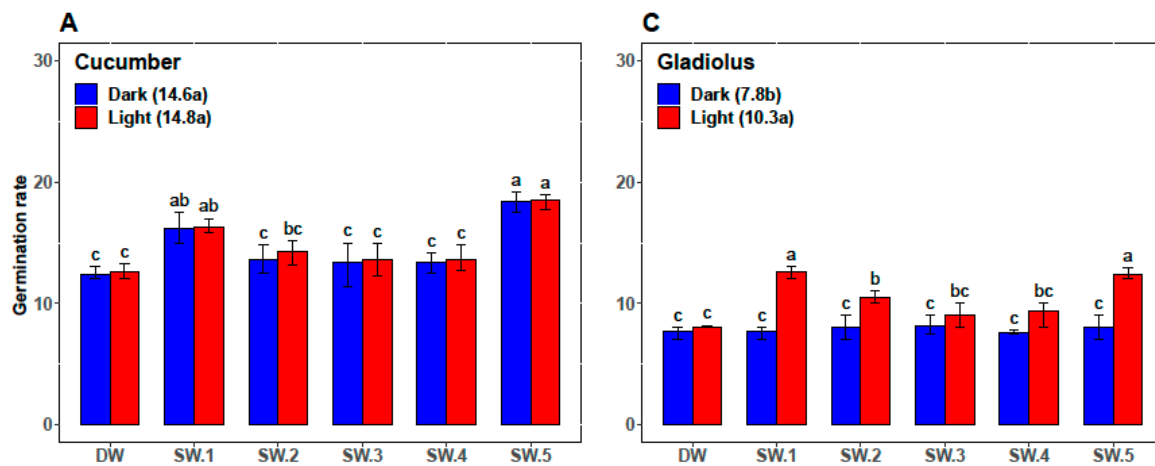 A
Cucumber
Dark (14.6a)
Light (14.8a)
Germination rate
30
20
10
0
c c ab ab c bc c c c c a a
DW SW.1 SW.2 SW.3 SW.4 SW.5
C
Gladiolus
Dark (7.8b)
Light (10.3a)
30
20
10
0
c c c a c b c bc c bc c a
DW SW.1 SW.2 SW.3 SW.4 SW.5